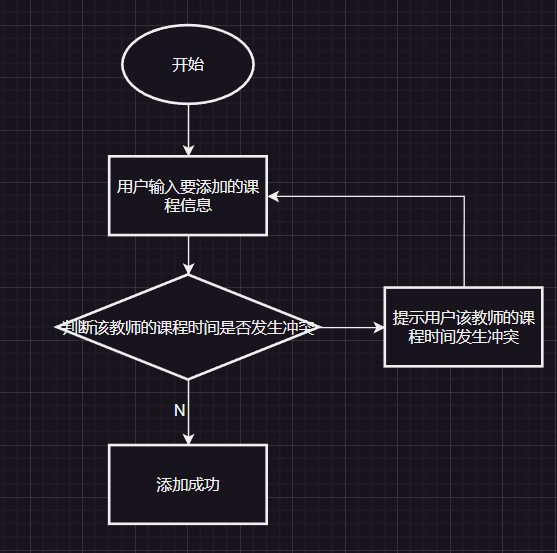 开始
用户输入要添加的课
程信息
判断该教师的课程时间是否发生冲突
提示用户该教师的课
程时间发生冲突
N
添加成功